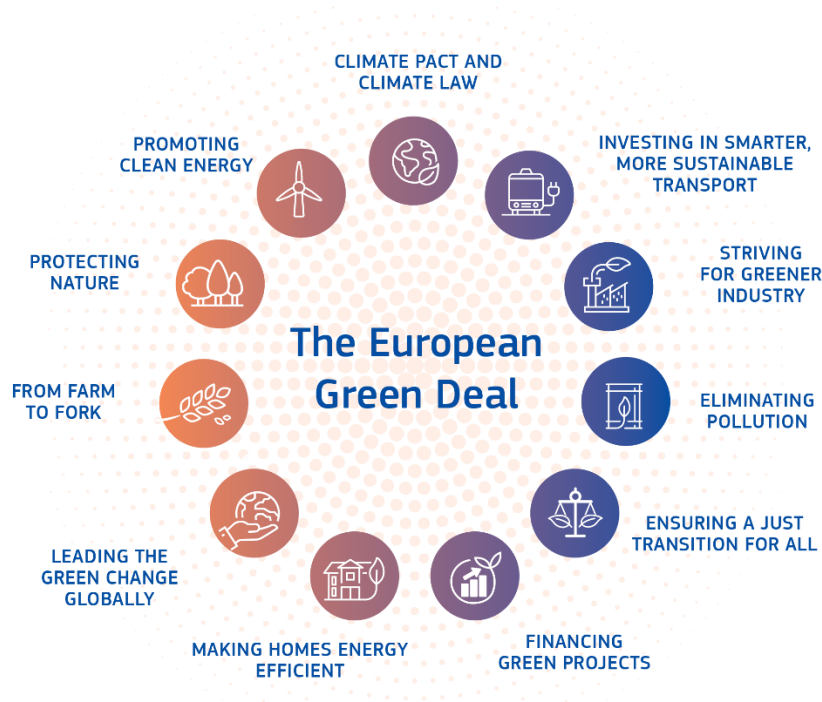 CLIMATE PACT AND
CLIMATE LAW
PROMOTING
CLEAN ENERGY
INVESTING IN SMARTER,
MORE SUSTAINABLE
TRANSPORT
PROTECTING
NATURE
STRIVING
FOR GREENER
INDUSTRY
The European
Green Deal
FROM FARM
TO FORK
ELIMINATING
POLLUTION
ENSURING A JUST
TRANSITION FOR ALL
LEADING THE
GREEN CHANGE
GLOBALLY
MAKING HOMES ENERGY
EFFICIENT
FINANCING
GREEN PROJECTS